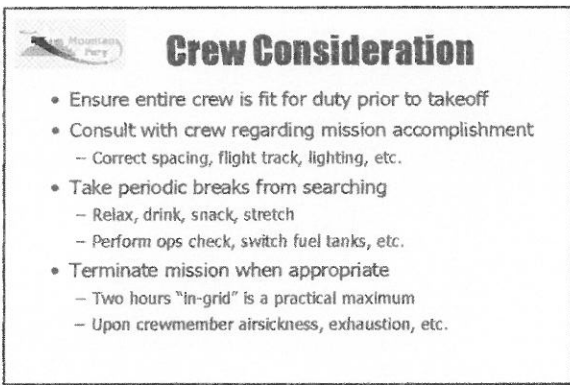 Mountain
Crew Consideration
• Ensure entire crew is fit for duty prior to takeoff
• Consult with crew regarding mission accomplishment
– Correct spacing, flight track, lighting, etc.
• Take periodic breaks from searching
– Relax, drink, snack, stretch
– Perform ops check, switch fuel tanks, etc.
• Terminate mission when appropriate
– Two hours "in-grid" is a practical maximum
– Upon crewmember airsickness, exhaustion, etc.